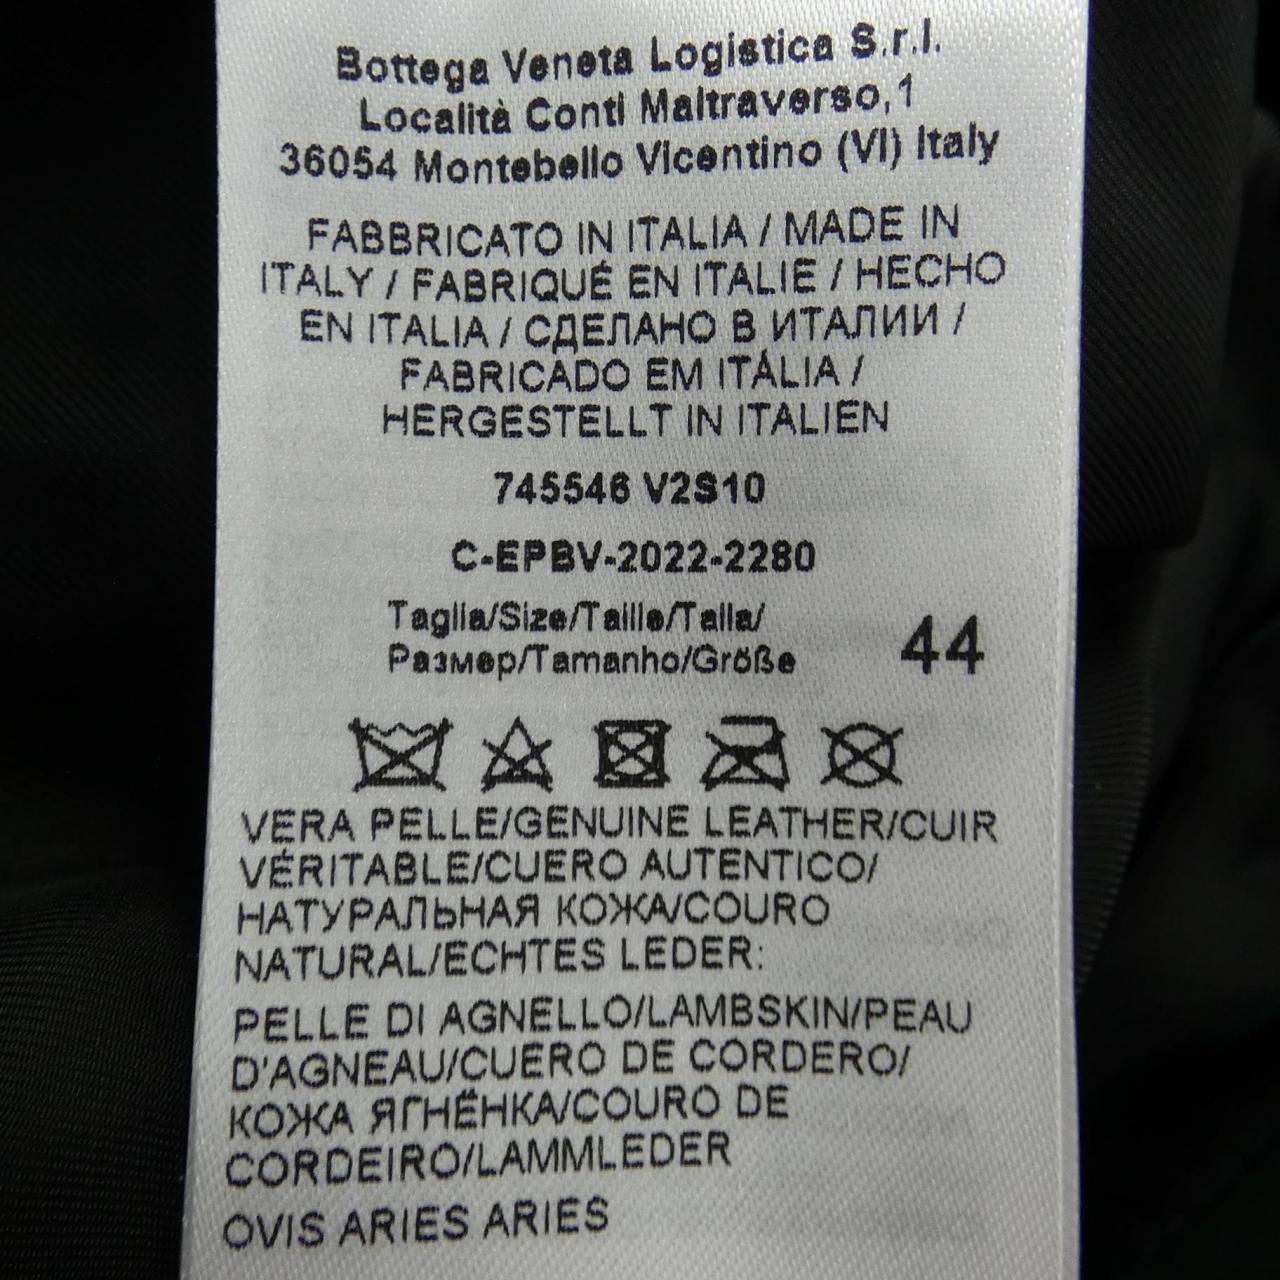 Bottega Veneta Logistica S.r.l.
Località Conti Maltraverso,1
36054 Montebello Vicentino (VI) Italy
FABBRICATO IN ITALIA / MADE IN
ITALY / FABRIQUÉ EN ITALIE / HECHO
EN ITALIA / СДЕЛАНО В ИТАЛИИ /
FABRICADO EM ITÁLIA /
HERGESTELLT IN ITALIEN
745546 V2S10
C-EPBV-2022-2280
Taglia/Size/Taille/Talla/
Размер/Tamanho/Größe 44
VERA PELLE/GENUINE LEATHER/CUIR
VÉRITABLE/CUERO AUTENTICO/
НАТУРАЛЬНАЯ КОЖА/COURO
NATURAL/ECHTES LEDER:
PELLE DI AGNELLO/LAMBSKIN/PEAU
D'AGNEAU/CUERO DE CORDERO/
КОЖА ЯГНЁНКА/COURO DE
CORDEIRO/LAMMLEDER
OVIS ARIES ARIES